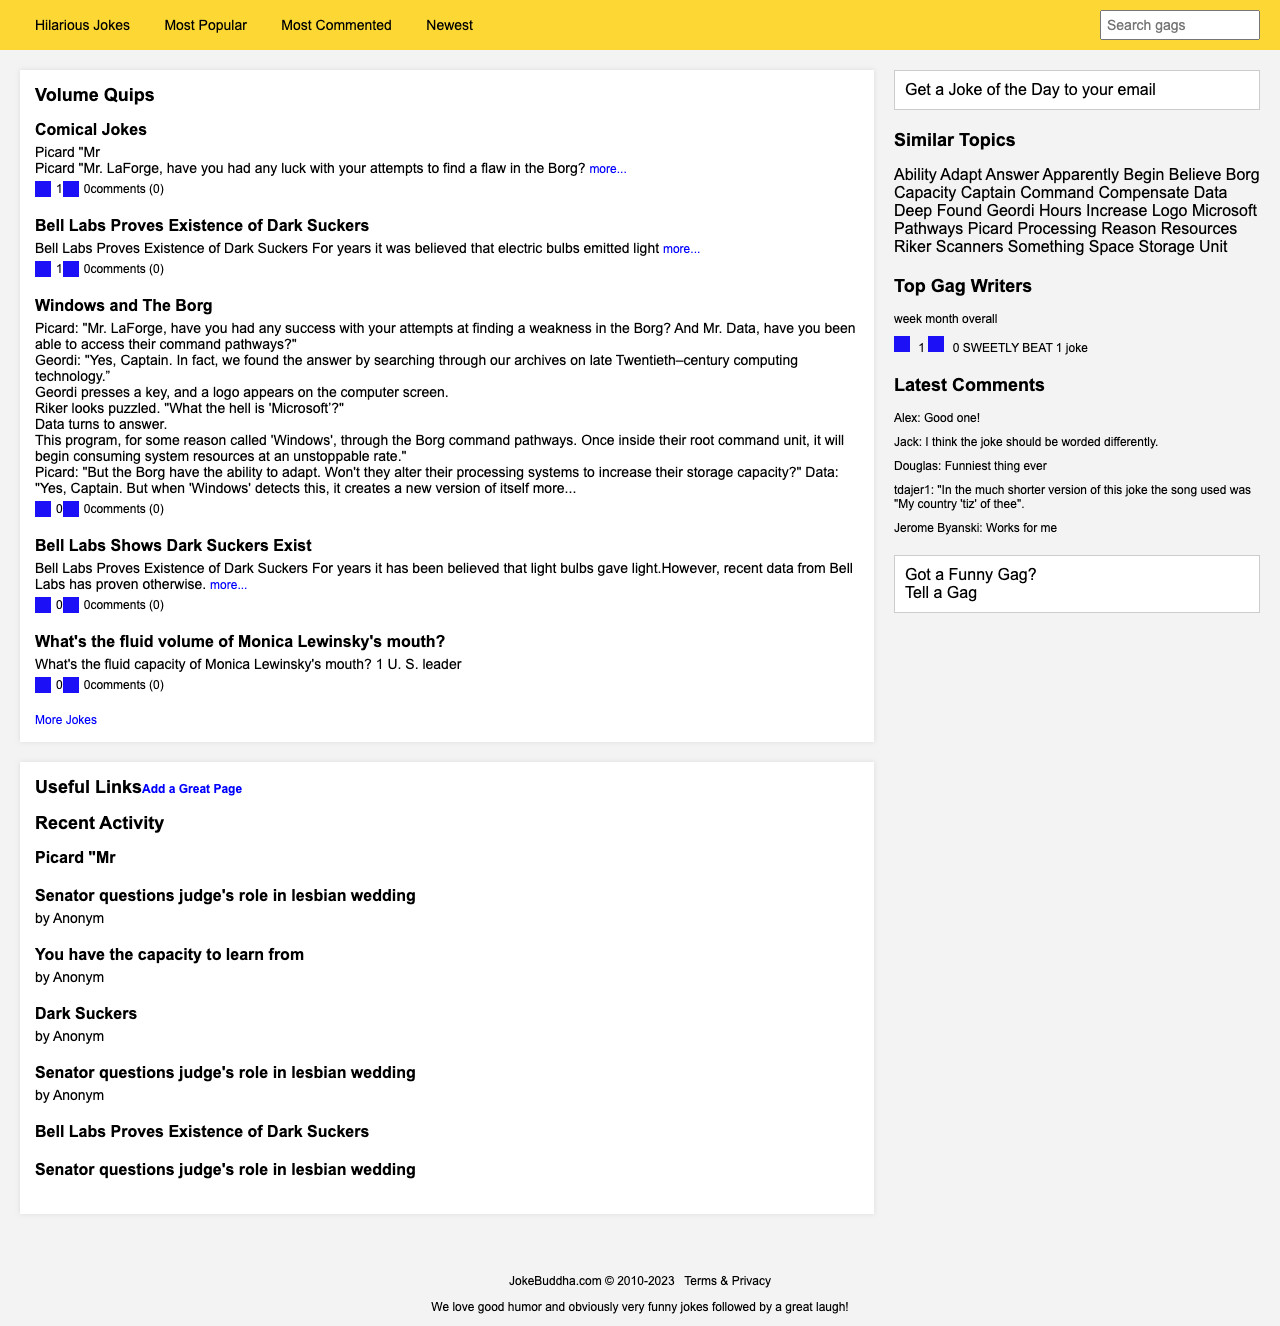 Hilarious Jokes
Most Popular
Most Commented
Newest
Search gags
Volume Quips
Comical Jokes
Picard "Mr
Picard "Mr. LaForge, have you had any luck with your attempts to find a flaw in the Borg? more...
1 0comments (0)
Bell Labs Proves Existence of Dark Suckers
Bell Labs Proves Existence of Dark Suckers For years it was believed that electric bulbs emitted light more...
1 0comments (0)
Windows and The Borg
Picard: "Mr. LaForge, have you had any success with your attempts at finding a weakness in the Borg? And Mr. Data, have you been
able to access their command pathways?"
Geordi: "Yes, Captain. In fact, we found the answer by searching through our archives on late Twentieth–century computing
technology.”
Geordi presses a key, and a logo appears on the computer screen.
Riker looks puzzled. "What the hell is 'Microsoft'?"
Data turns to answer.
This program, for some reason called 'Windows', through the Borg command pathways. Once inside their root command unit, it will
begin consuming system resources at an unstoppable rate."
Picard: "But the Borg have the ability to adapt. Won't they alter their processing systems to increase their storage capacity?" Data:
"Yes, Captain. But when 'Windows' detects this, it creates a new version of itself more...
0 0comments (0)
Bell Labs Shows Dark Suckers Exist
Bell Labs Proves Existence of Dark Suckers For years it has been believed that light bulbs gave light.However, recent data from Bell
Labs has proven otherwise. more...
0 0comments (0)
What's the fluid volume of Monica Lewinsky's mouth?
What's the fluid capacity of Monica Lewinsky's mouth? 1 U. S. leader
0 0comments (0)
More Jokes
Useful LinksAdd a Great Page
Recent Activity
Picard "Mr
Senator questions judge's role in lesbian wedding
by Anonym
You have the capacity to learn from
by Anonym
Dark Suckers
by Anonym
Senator questions judge's role in lesbian wedding
by Anonym
Bell Labs Proves Existence of Dark Suckers
Senator questions judge's role in lesbian wedding
Get a Joke of the Day to your email
Similar Topics
Ability Adapt Answer Apparently Begin Believe Borg
Capacity Captain Command Compensate Data
Deep Found Geordi Hours Increase Logo Microsoft
Pathways Picard Processing Reason Resources
Riker Scanners Something Space Storage Unit
Top Gag Writers
week month overall
1 0 SWEETLY BEAT 1 joke
Latest Comments
Alex: Good one!
Jack: I think the joke should be worded differently.
Douglas: Funniest thing ever
tdajer1: "In the much shorter version of this joke the song used was
"My country 'tiz' of thee".
Jerome Byanski: Works for me
Got a Funny Gag?
Tell a Gag
JokeBuddha.com © 2010-2023 Terms & Privacy
We love good humor and obviously very funny jokes followed by a great laugh!